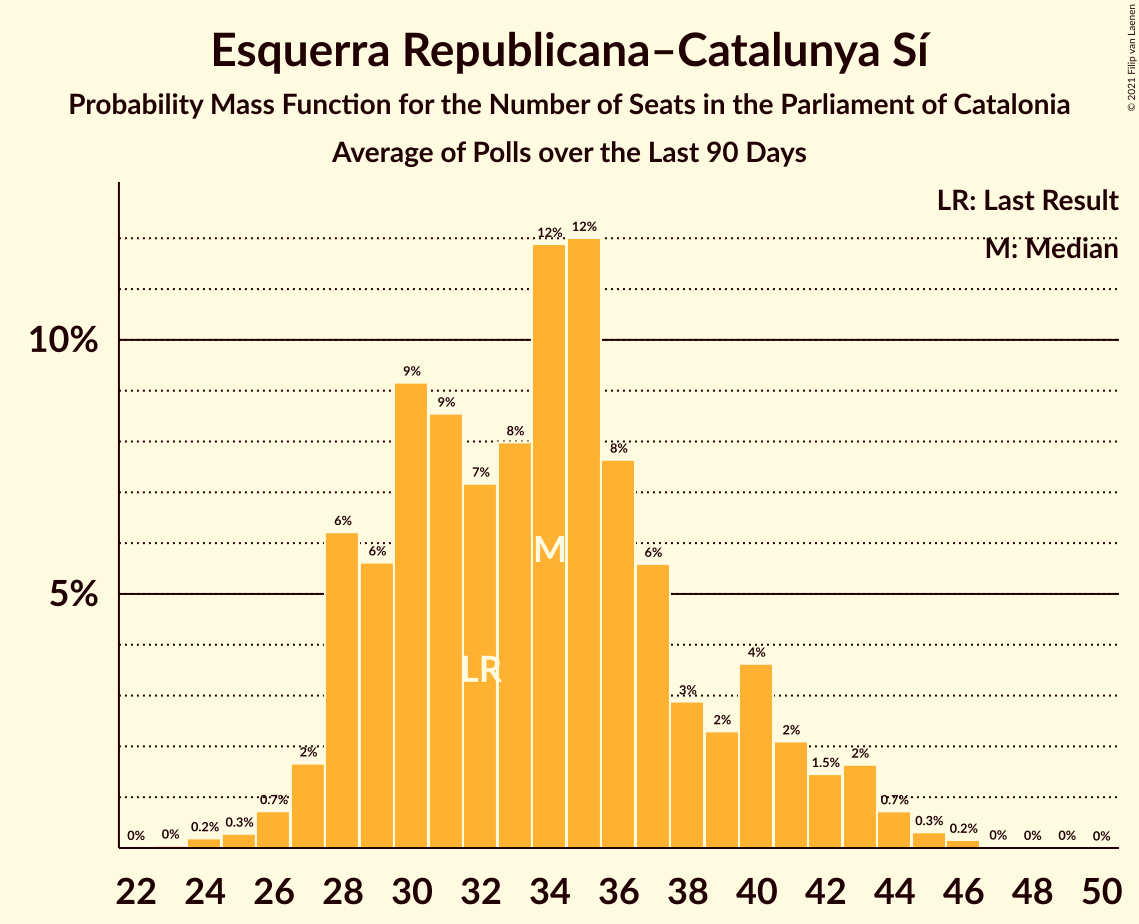 Esquerra Republicana–Catalunya Sí
Probability Mass Function for the Number of Seats in the Parliament of Catalonia
Average of Polls over the Last 90 Days
© 2021 Filip van Laenen
LR: Last Result
M: Median
10%
5%
0% 0% 0.2% 0.3% 0.7% 2% 6% 6% 9% 9% 7% 8% 12% 12% 8% 6% 3% 2% 4% 2% 1.5% 2% 0.7% 0.3% 0.2% 0% 0% 0% 0%
M
LR
22 24 26 28 30 32 34 36 38 40 42 44 46 48 50